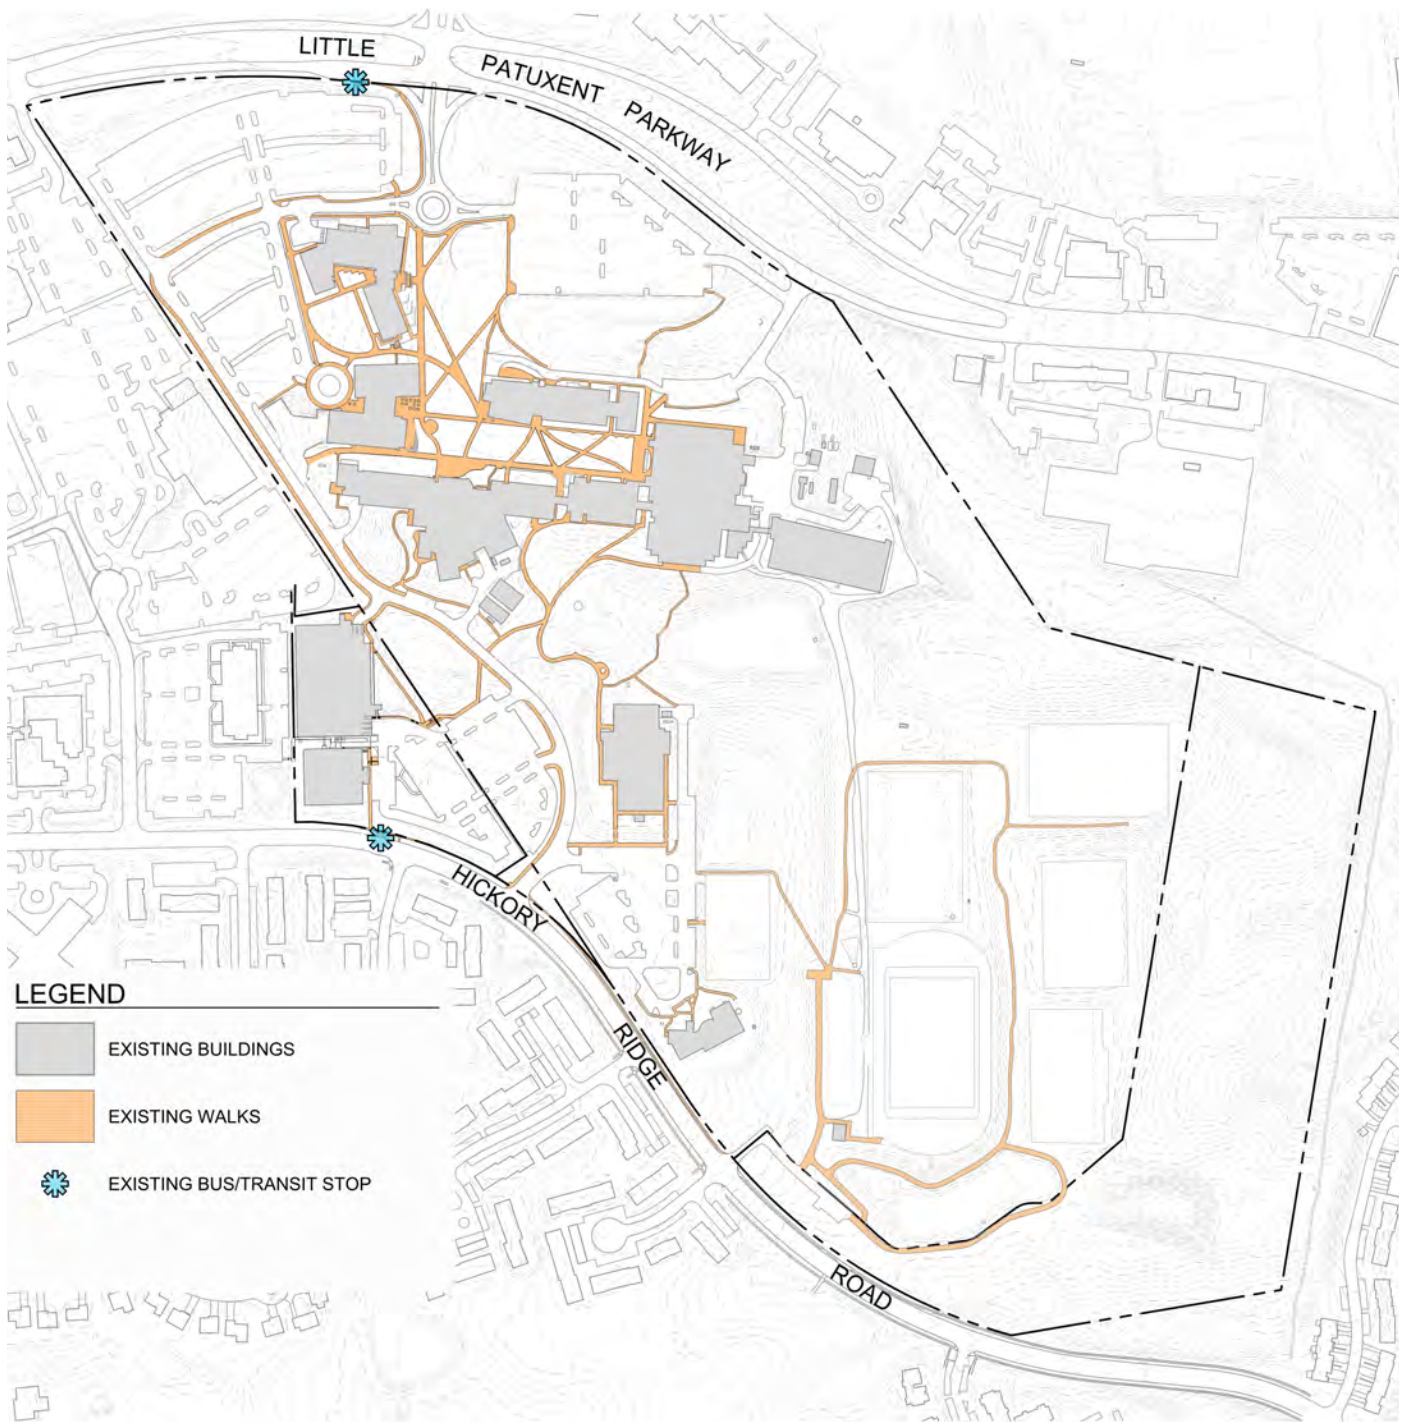 LITTLE
PATUXENT PARKWAY
HICKORY
RIDGE
ROAD
LEGEND
EXISTING BUILDINGS
EXISTING WALKS
EXISTING BUS/TRANSIT STOP